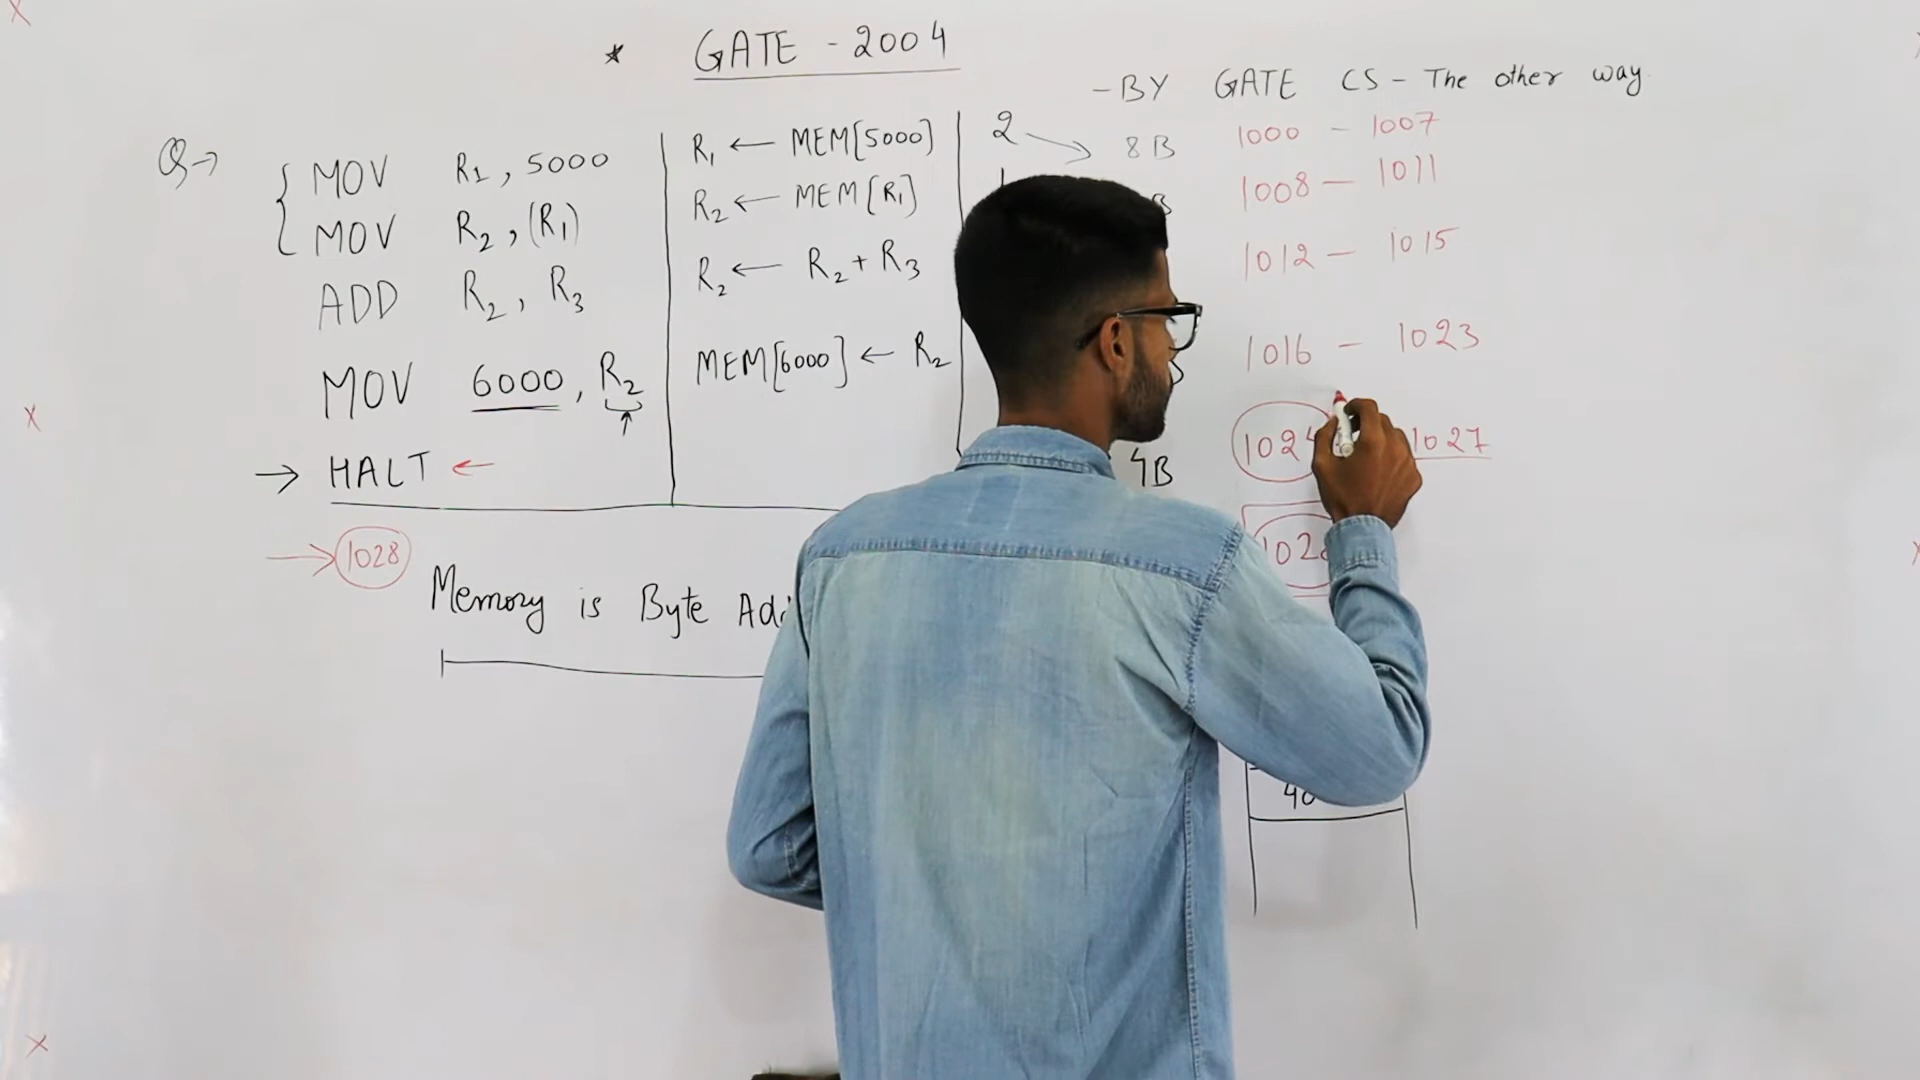 * GATE - 2004
- BY GATE CS - The other way
Q →
MOV R1, 5000
MOV R2, (R1)
ADD R2, R3
MOV 6000, R2
→ HALT ←
→ 1028
R1 ← MEM[5000]
R2 ← MEM[R1]
R2 ← R2 + R3
MEM[6000] ← R2
2 → 8B
4B
1000 - 1007
1008 - 1011
1012 - 1015
1016 - 1023
1024 1027
Memory is Byte